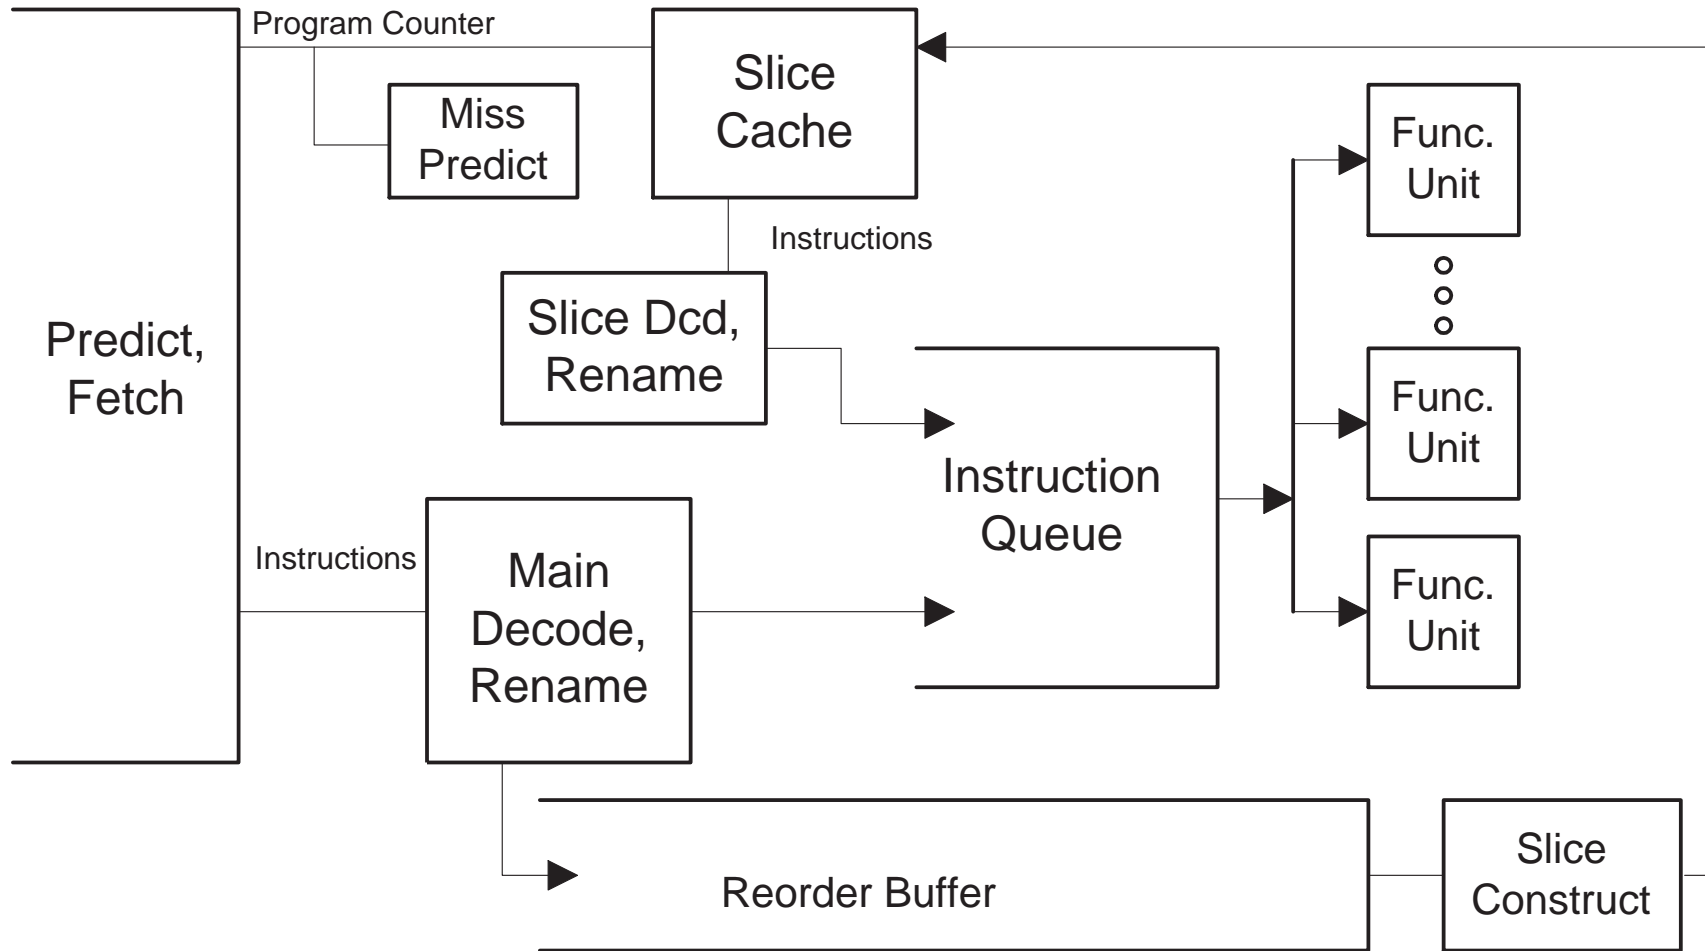 Program Counter
Slice
Cache
Miss
Predict
Func.
Unit
Instructions
Predict,
Fetch
Slice Dcd,
Rename
Func.
Unit
Instruction
Queue
Instructions
Main
Decode,
Rename
Func.
Unit
Reorder Buffer
Slice
Construct